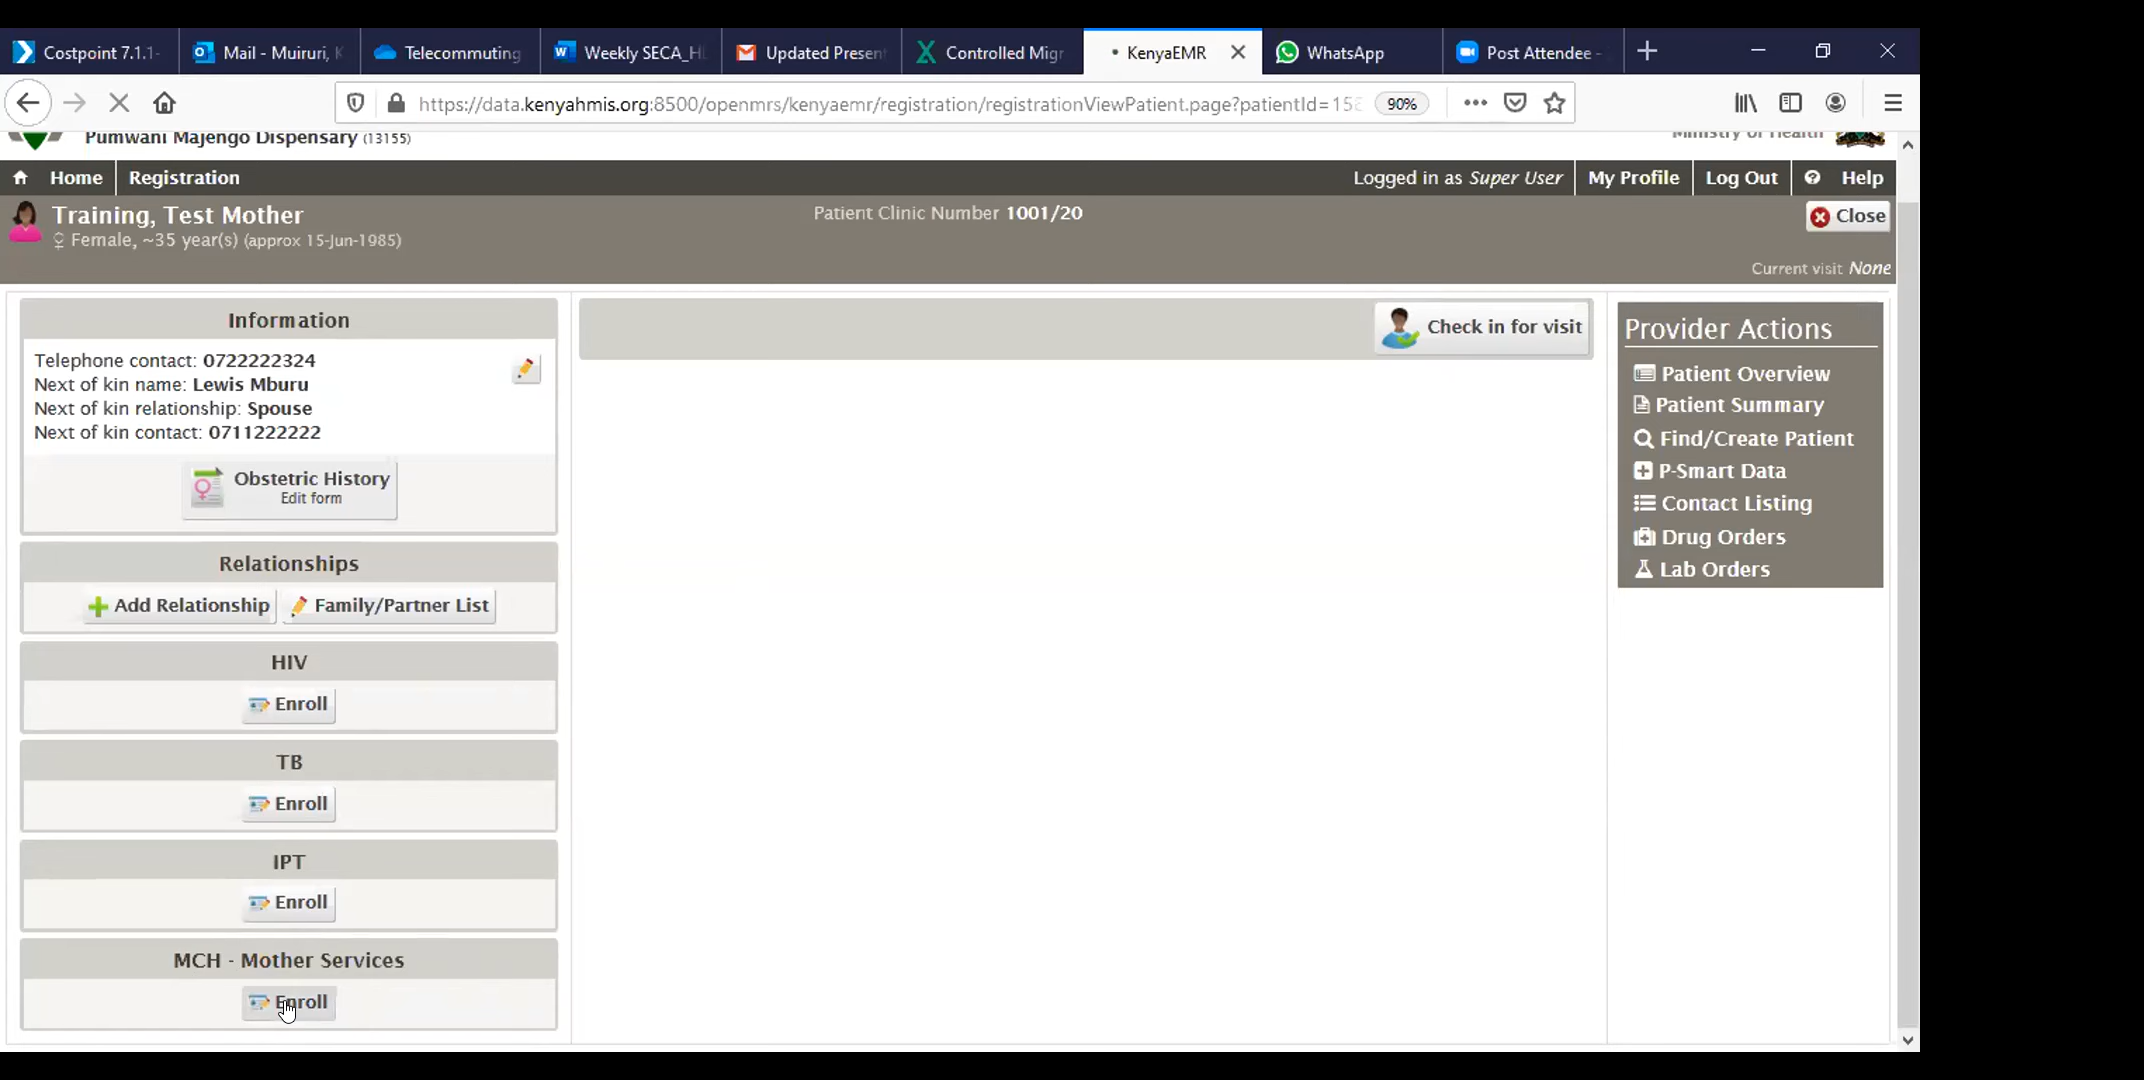 Costpoint 7.1.1-
Mail - Muiruri, K
Telecommuting
Weekly SECA_H
Updated Presen
Controlled Mig
KenyaEMR
WhatsApp
Post Attendee -
https://data.kenyahmis.org:8500/openmrs/kenyaemr/registration/registrationViewPatient.page?patientId=15
90%
Pumwani Majengo Dispensary (13155)
Ministry of Health
Home
Registration
Logged in as Super User
My Profile
Log Out
Help
Training, Test Mother
Female, ~35 year(s) (approx 15-Jun-1985)
Patient Clinic Number 1001/20
Close
Current visit None
Information
Telephone contact: 0722222324
Next of kin name: Lewis Mburu
Next of kin relationship: Spouse
Next of kin contact: 0711222222
Obstetric History
Edit form
Relationships
Add Relationship
Family/Partner List
HIV
Enroll
TB
Enroll
IPT
Enroll
MCH - Mother Services
Enroll
Check in for visit
Provider Actions
Patient Overview
Patient Summary
Find/Create Patient
P-Smart Data
Contact Listing
Drug Orders
Lab Orders